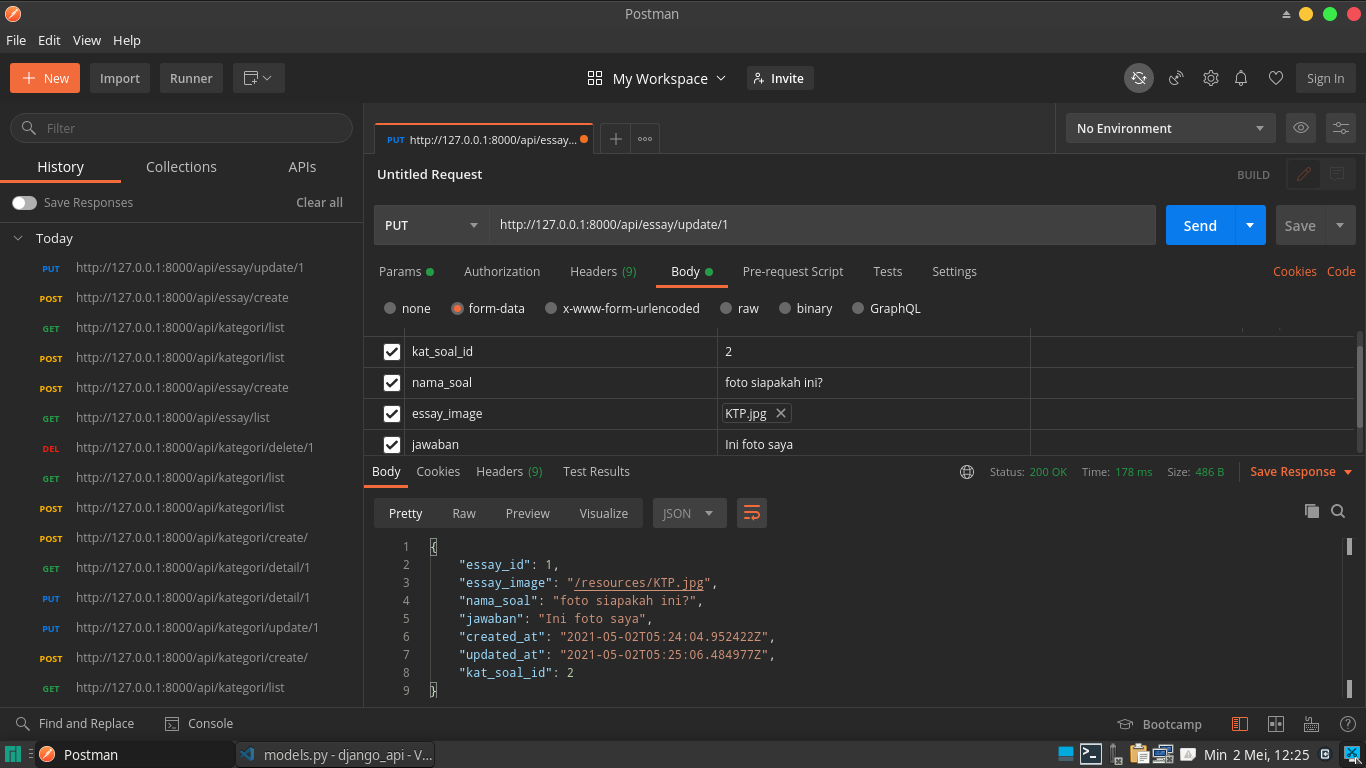 Postman
File Edit View Help
New Import Runner My Workspace Invite Sign In
Filter
History Collections APIs
Save Responses Clear all
Today
PUT http://127.0.0.1:8000/api/essay/update/1
POST http://127.0.0.1:8000/api/essay/create
GET http://127.0.0.1:8000/api/kategori/list
POST http://127.0.0.1:8000/api/kategori/list
POST http://127.0.0.1:8000/api/essay/create
GET http://127.0.0.1:8000/api/essay/list
DEL http://127.0.0.1:8000/api/kategori/delete/1
GET http://127.0.0.1:8000/api/kategori/list
POST http://127.0.0.1:8000/api/kategori/list
POST http://127.0.0.1:8000/api/kategori/create/
GET http://127.0.0.1:8000/api/kategori/detail/1
PUT http://127.0.0.1:8000/api/kategori/detail/1
PUT http://127.0.0.1:8000/api/kategori/update/1
POST http://127.0.0.1:8000/api/kategori/create/
GET http://127.0.0.1:8000/api/kategori/list
PUT http://127.0.0.1:8000/api/essay... No Environment
Untitled Request BUILD
PUT http://127.0.0.1:8000/api/essay/update/1 Send Save
Params Authorization Headers (9) Body Pre-request Script Tests Settings Cookies Code
none form-data x-www-form-urlencoded raw binary GraphQL
kat_soal_id 2
nama_soal foto siapakah ini?
essay_image KTP.jpg
jawaban Ini foto saya
Body Cookies Headers (9) Test Results Status: 200 OK Time: 178 ms Size: 486 B Save Response
Pretty Raw Preview Visualize JSON
1 {
2 "essay_id": 1,
3 "essay_image": "/resources/KTP.jpg",
4 "nama_soal": "foto siapakah ini?",
5 "jawaban": "Ini foto saya",
6 "created_at": "2021-05-02T05:24:04.952422Z",
7 "updated_at": "2021-05-02T05:25:06.484977Z",
8 "kat_soal_id": 2
9 }
Find and Replace Console Bootcamp
Postman models.py - django_api - V... Min 2 Mei, 12:25